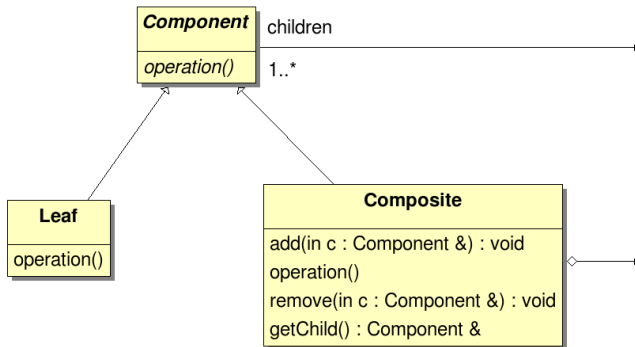 Component
children
operation()
1..*
Leaf
operation()
Composite
add(in c : Component &) : void
operation()
remove(in c : Component &) : void
getChild() : Component &